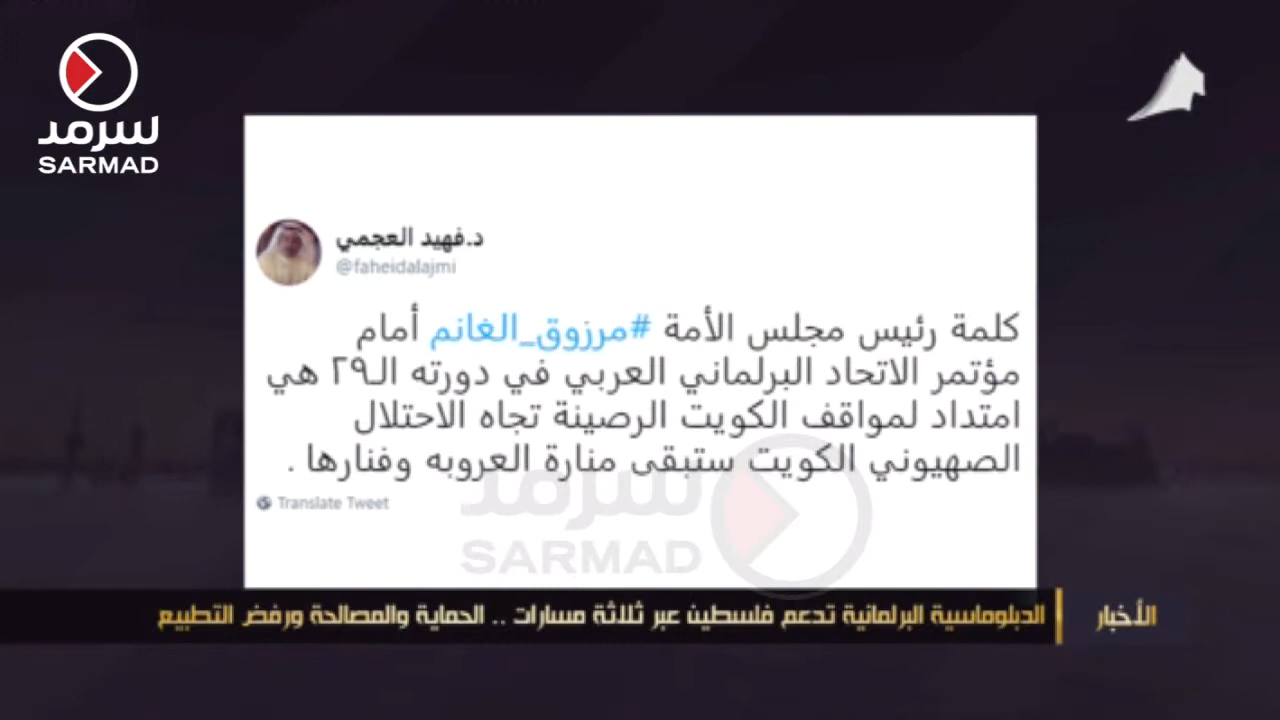 سرمد
SARMAD
د.فهيد العجمي
@faheidalajmi
كلمة رئيس مجلس الأمة #مرزوق_الغانم أمام
مؤتمر الاتحاد البرلماني العربي في دورته الـ٢٩ هي
امتداد لمواقف الكويت الرصينة تجاه الاحتلال
الصهيوني الكويت ستبقى منارة العروبه وفنارها .
Translate Tweet
سرمد
SARMAD
الأخبار
الدبلوماسية البرلمانية تدعم فلسطين عبر ثلاثة مسارات .. الحماية والمصالحة ورفض التطبيع